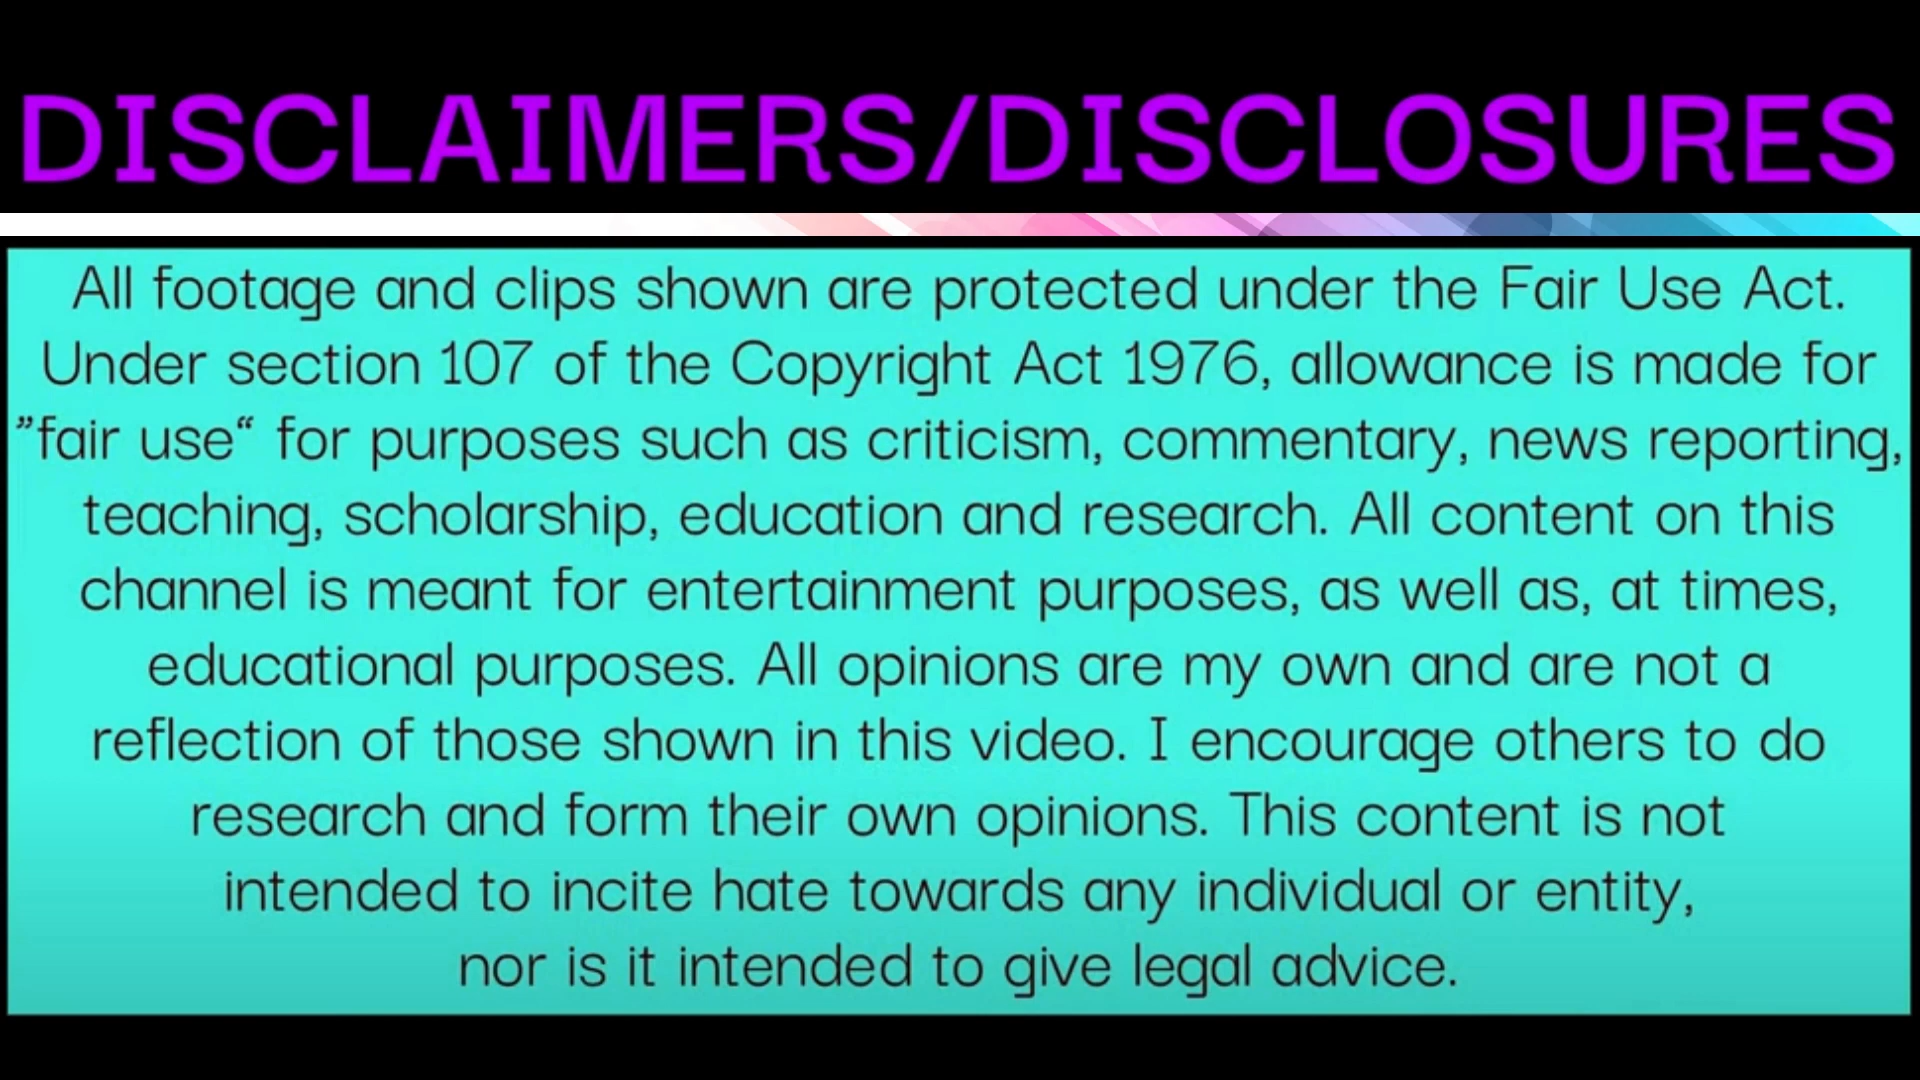 DISCLAIMERS/DISCLOSURES
All footage and clips shown are protected under the Fair Use Act.
Under section 107 of the Copyright Act 1976, allowance is made for
”fair use“ for purposes such as criticism, commentary, news reporting,
teaching, scholarship, education and research. All content on this
channel is meant for entertainment purposes, as well as, at times,
educational purposes. All opinions are my own and are not a
reflection of those shown in this video. I encourage others to do
research and form their own opinions. This content is not
intended to incite hate towards any individual or entity,
nor is it intended to give legal advice.